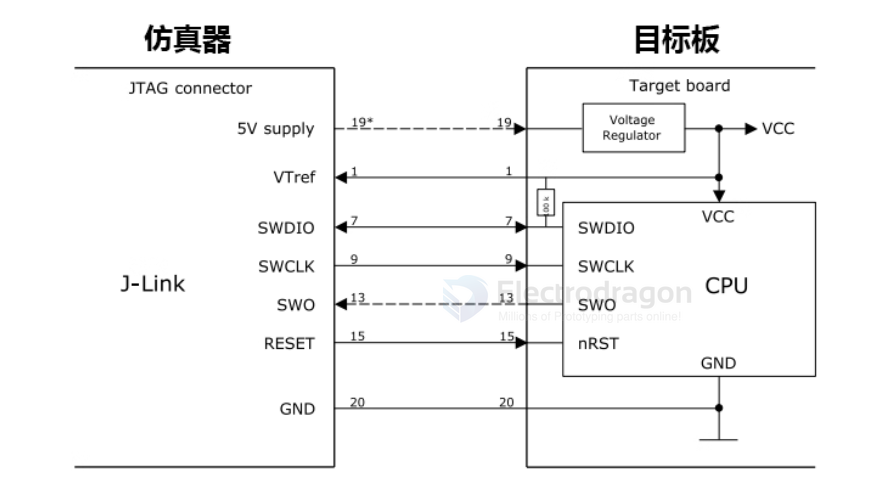 仿真器
目标板
JTAG connector
Target board
5V supply
19*
19
Voltage
Regulator
VCC
VTref
1
1
VCC
SWDIO
7
7
SWDIO
SWCLK
9
9
SWCLK
J-Link
CPU
Electrodragon
Millions of Prototyping parts online!
SWO
13
13
SWO
RESET
15
15
nRST
GND
GND
20
20